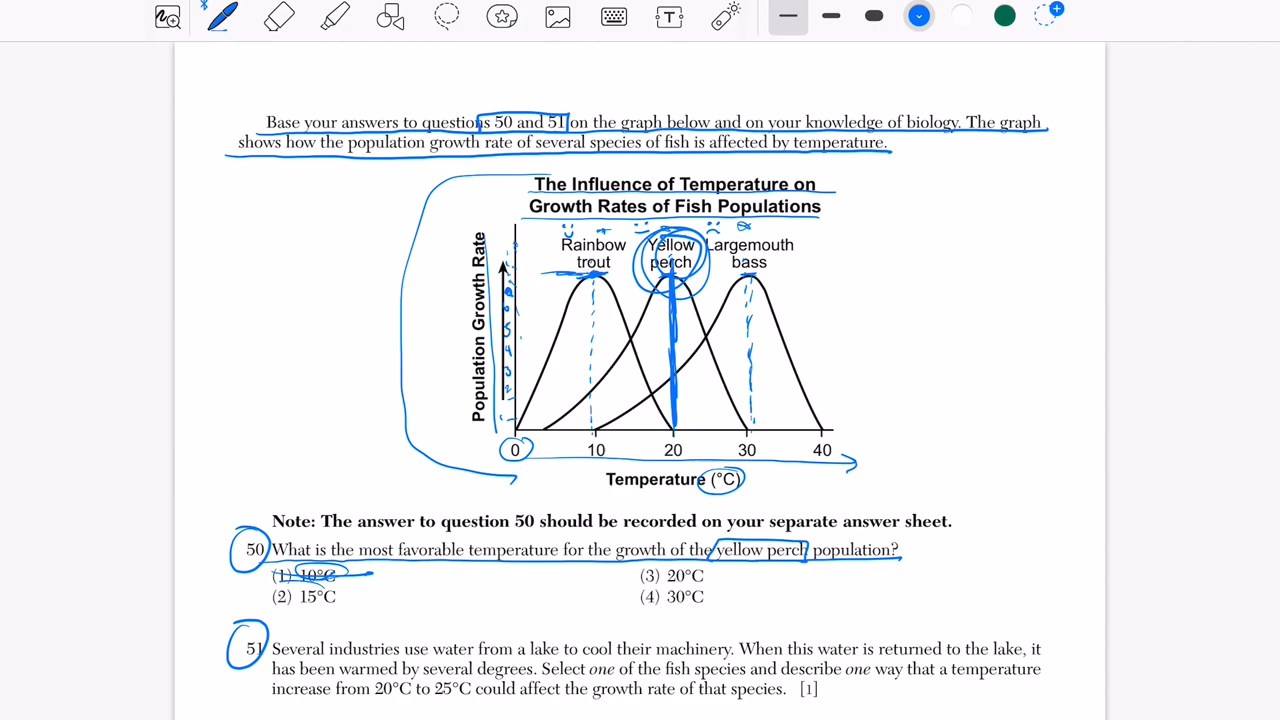 Base your answers to questions 50 and 51 on the graph below and on your knowledge of biology. The graph
shows how the population growth rate of several species of fish is affected by temperature.
The Influence of Temperature on
Growth Rates of Fish Populations
Rainbow
trout
Yellow
perch
Largemouth
bass
Population Growth Rate
0 10 20 30 40
Temperature (°C)
Note: The answer to question 50 should be recorded on your separate answer sheet.
50 What is the most favorable temperature for the growth of the yellow perch population?
(1) 10°C (3) 20°C
(2) 15°C (4) 30°C
51 Several industries use water from a lake to cool their machinery. When this water is returned to the lake, it
has been warmed by several degrees. Select one of the fish species and describe one way that a temperature
increase from 20°C to 25°C could affect the growth rate of that species. [1]